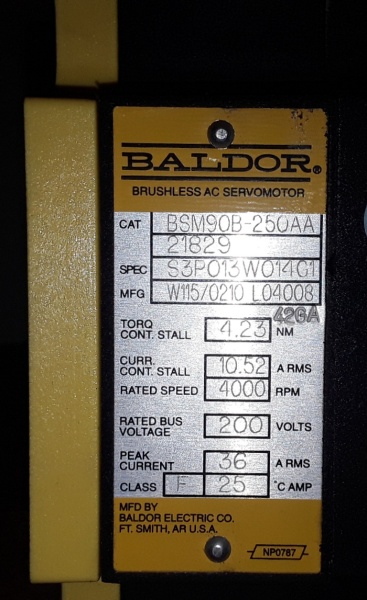 BALDOR®
BRUSHLESS AC SERVOMOTOR
CAT BSM90B-250AA
21829
SPEC S3P013W014G1
MFG W115/0210 L04008
42GA
TORQ CONT. STALL 4.23 NM
CURR. CONT. STALL 10.52 A RMS
RATED SPEED 4000 RPM
RATED BUS VOLTAGE 200 VOLTS
PEAK CURRENT 36 A RMS
CLASS F 25 °C AMP
MFD BY
BALDOR ELECTRIC CO.
FT. SMITH, AR U.S.A.
NP0787